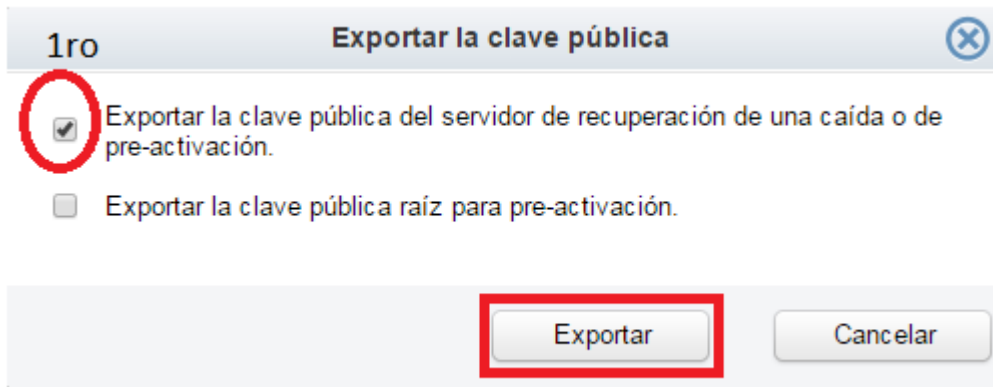 1ro Exportar la clave pública
Exportar la clave pública del servidor de recuperación de una caída o de
pre-activación.
Exportar la clave pública raíz para pre-activación.
Exportar Cancelar